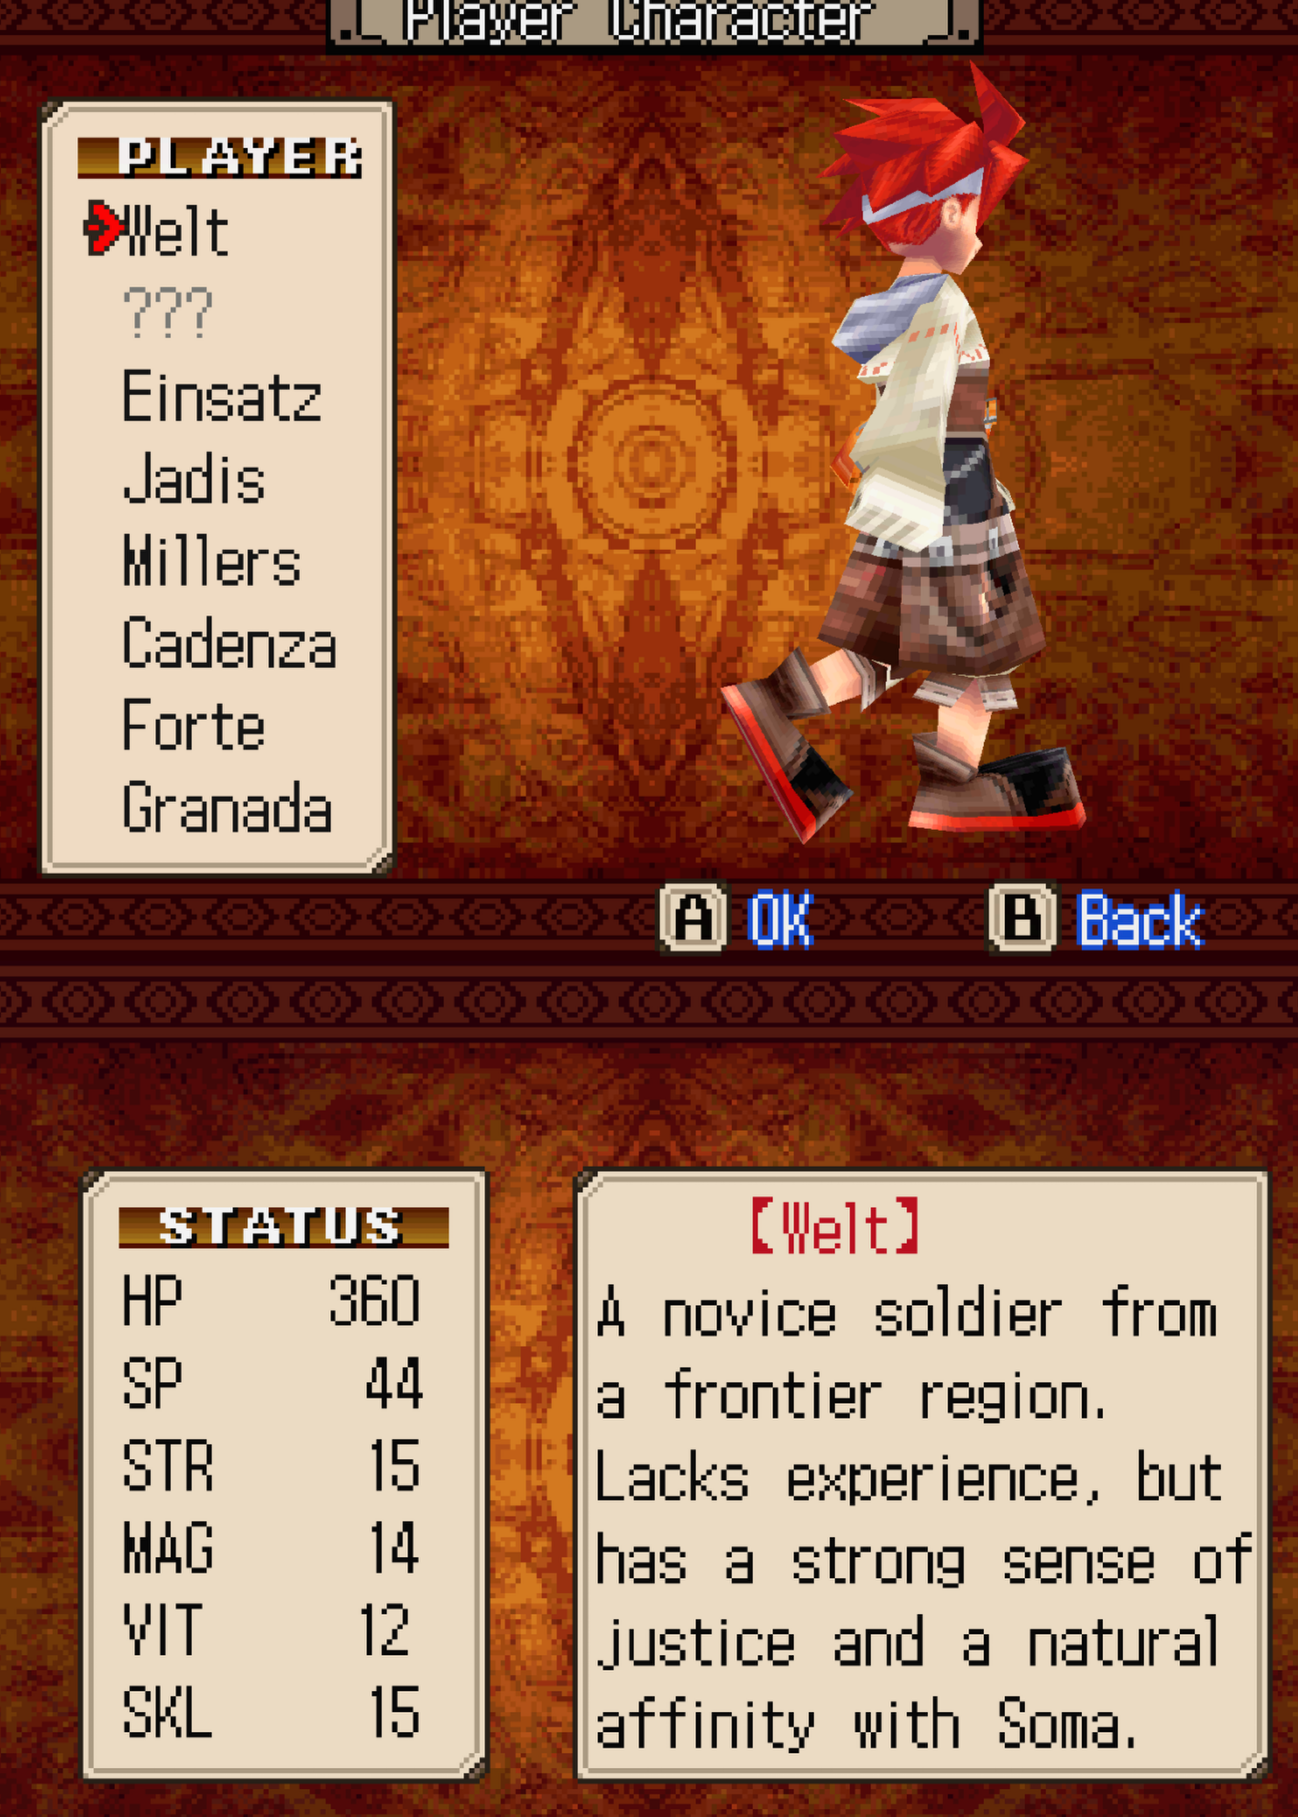 Player Character
PLAYER
Welt
???
Einsatz
Jadis
Millers
Cadenza
Forte
Granada
A OK B Back
STATUS
HP 360
SP 44
STR 15
MAG 14
VIT 12
SKL 15
【Welt】
A novice soldier from
a frontier region.
Lacks experience, but
has a strong sense of
justice and a natural
affinity with Soma.